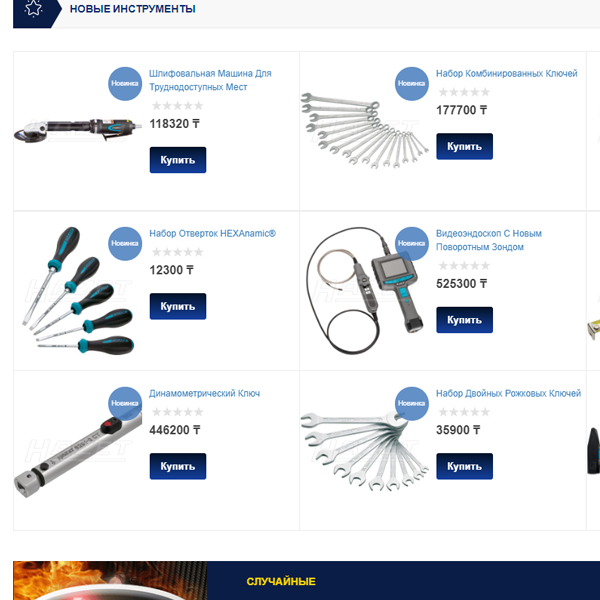 НОВЫЕ ИНСТРУМЕНТЫ
Новинка
Шлифовальная Машина Для
Труднодоступных Мест
118320 ₸
Купить
Новинка
Набор Комбинированных Ключей
177700 ₸
Купить
Новинка
Набор Отверток HEXAnamic®
12300 ₸
Купить
Новинка
Видеоэндоскоп С Новым
Поворотным Зондом
525300 ₸
Купить
Новинка
Динамометрический Ключ
446200 ₸
Купить
Новинка
Набор Двойных Рожковых Ключей
35900 ₸
Купить
СЛУЧАЙНЫЕ